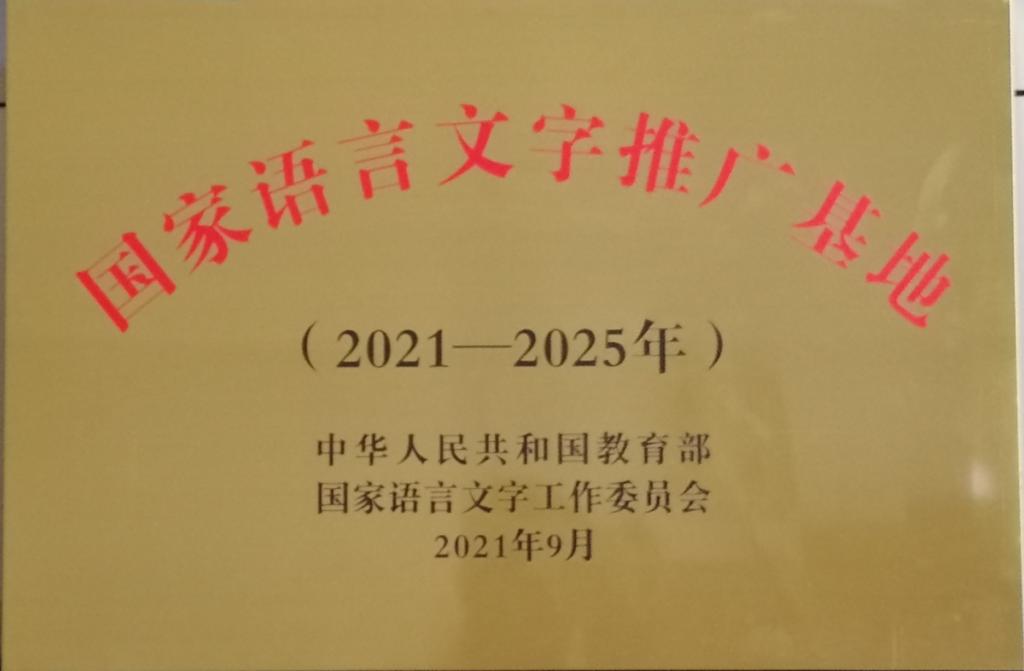 国家语言文字推广基地
（2021—2025年）
中华人民共和国教育部
国家语言文字工作委员会
2021年9月